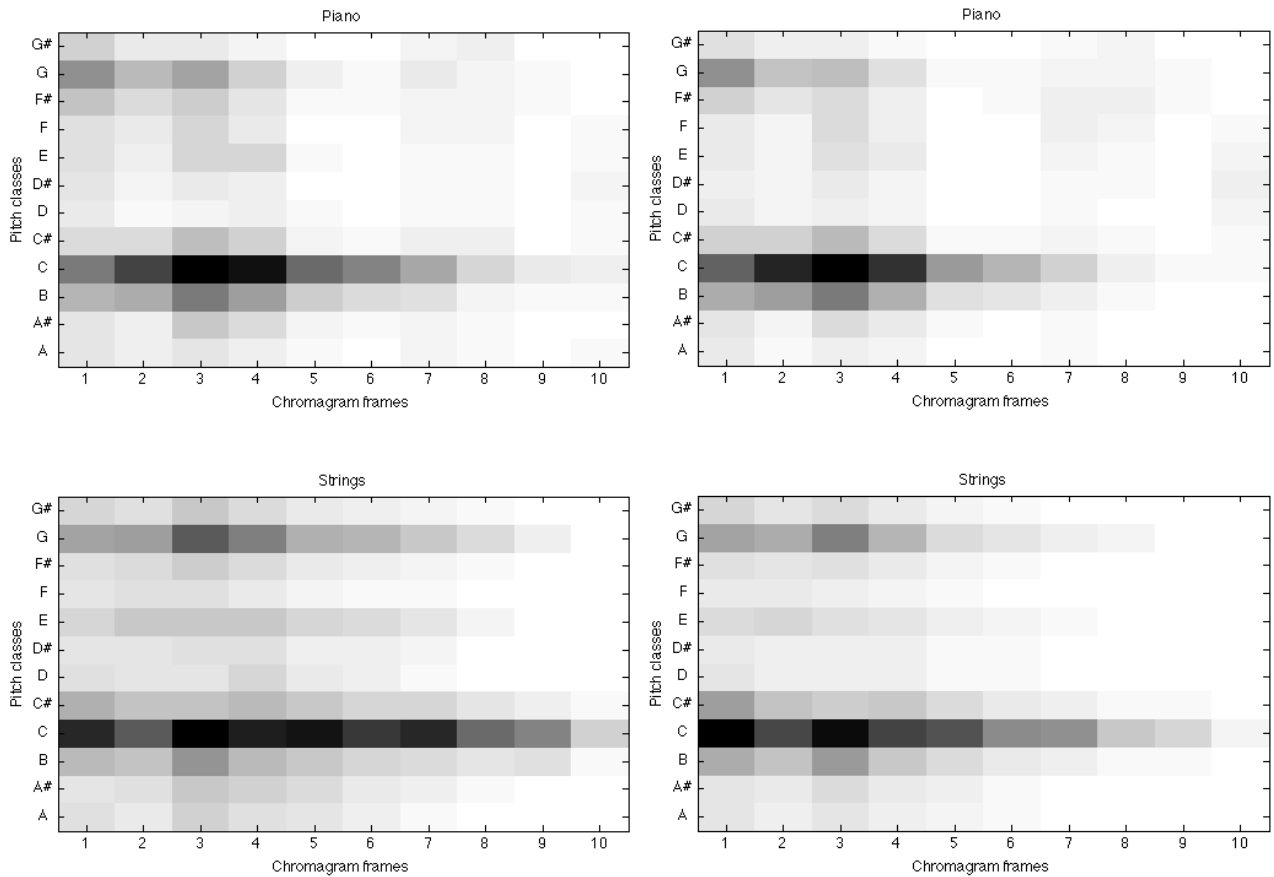 Piano
G#
G
F#
F
E
D#
D
C#
C
B
A#
A
Pitch classes
1 2 3 4 5 6 7 8 9 10
Chromagram frames
Piano
G#
G
F#
F
E
D#
D
C#
C
B
A#
A
Pitch classes
1 2 3 4 5 6 7 8 9 10
Chromagram frames
Strings
G#
G
F#
F
E
D#
D
C#
C
B
A#
A
Pitch classes
1 2 3 4 5 6 7 8 9 10
Chromagram frames
Strings
G#
G
F#
F
E
D#
D
C#
C
B
A#
A
Pitch classes
1 2 3 4 5 6 7 8 9 10
Chromagram frames